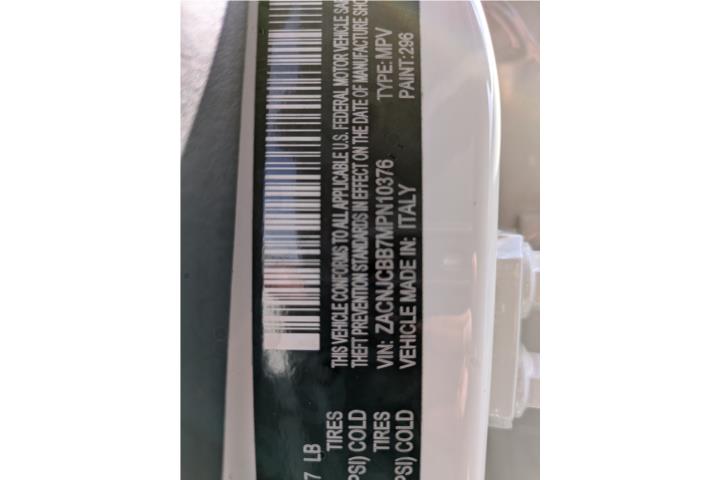 THIS VEHICLE CONFORMS TO ALL APPLICABLE U.S. FEDERAL MOTOR VEHICLE SA
THEFT PREVENTION STANDARDS IN EFFECT ON THE DATE OF MANUFACTURE SHO
VIN: ZACNJCBB7MPN10376 TYPE: MPV
VEHICLE MADE IN: ITALY PAINT: 296
7 LB
TIRES
PSI) COLD
TIRES
PSI) COLD